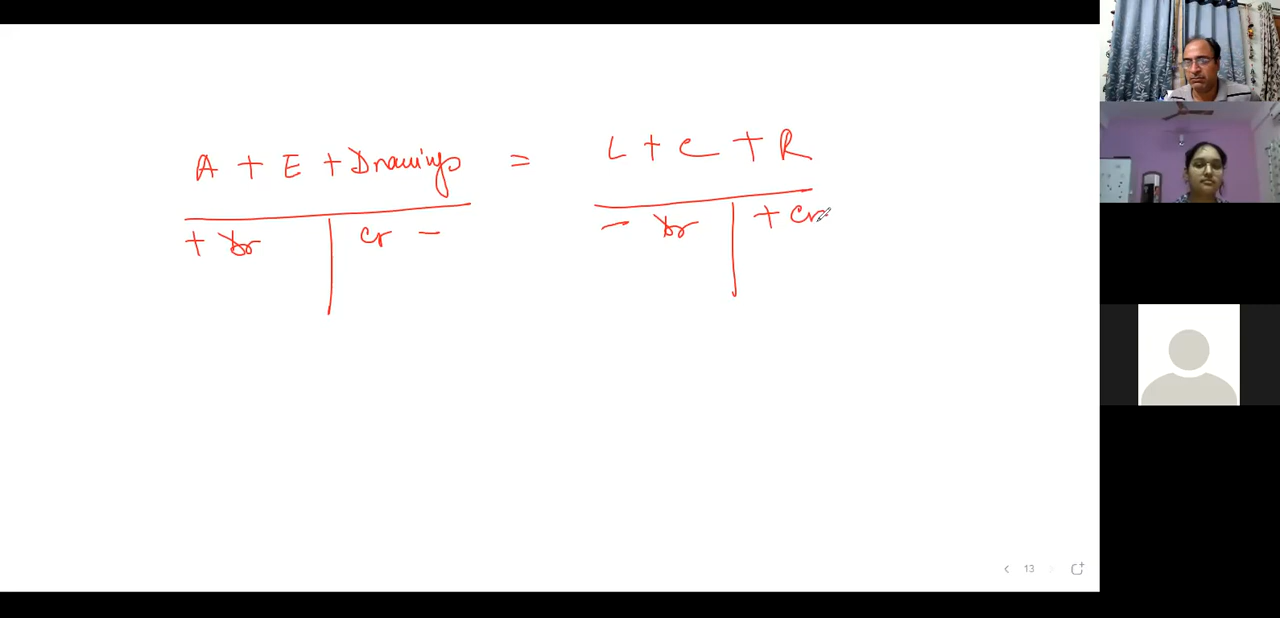 A + E + Drawings = L + C + R
+ Dr | Cr - - Dr | + Cr
13